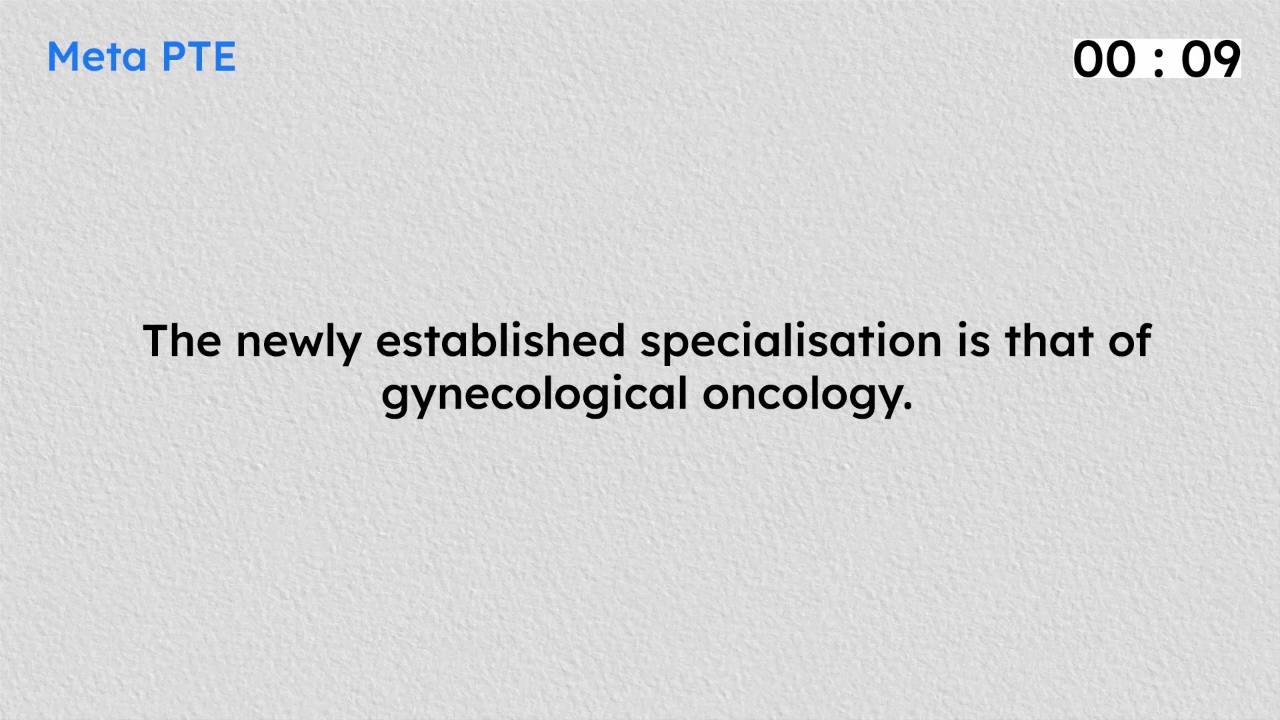 Meta PTE
00 : 09
The newly established specialisation is that of
gynecological oncology.